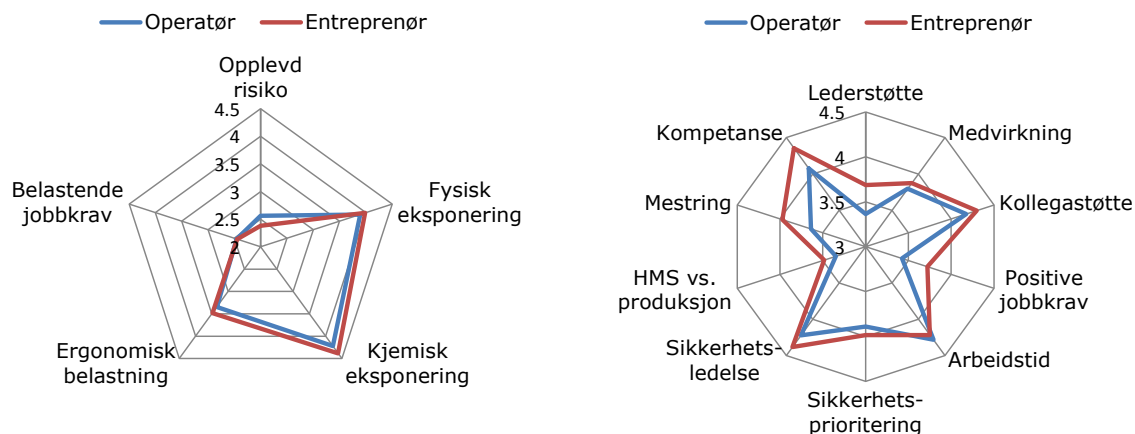 Operatør
Entreprenør
Opplevd
risiko
4.5
4
3.5
3
2.5
2
Belastende
jobbkrav
Fysisk
eksponering
Ergonomisk
belastning
Kjemisk
eksponering
Operatør
Entreprenør
Lederstøtte
4.5
4
3.5
3
Kompetanse
Medvirkning
Mestring
Kollegastøtte
HMS vs.
produksjon
Positive
jobbkrav
Sikkerhets-
ledelse
Arbeidstid
Sikkerhets-
prioritering